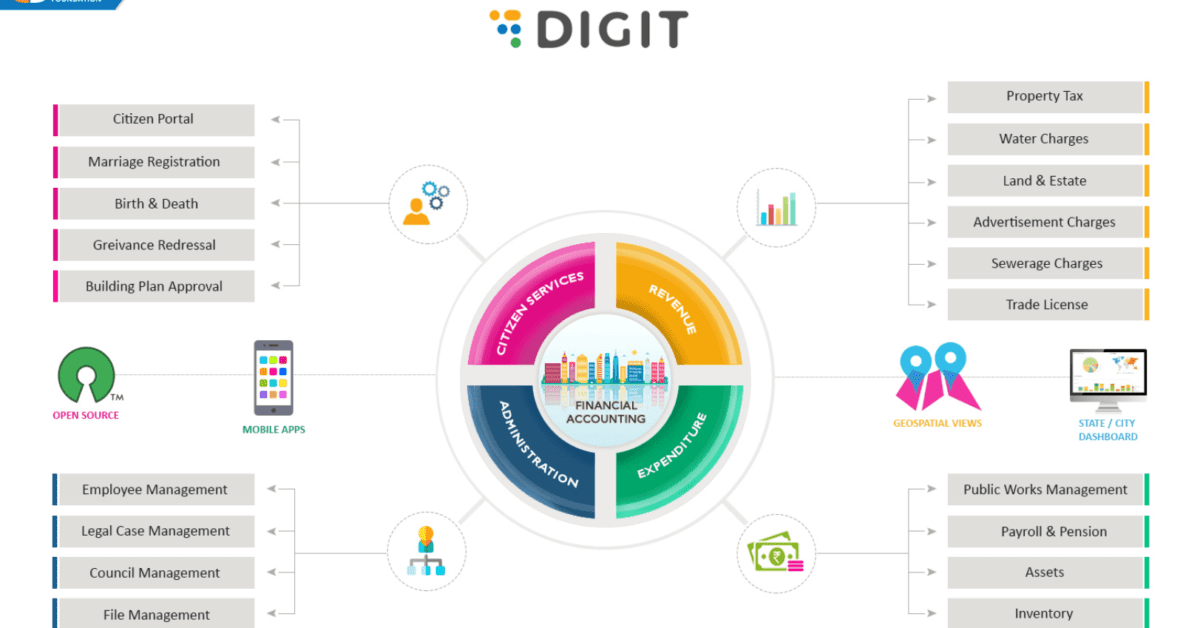 FOUNDATION
DIGIT
Citizen Portal
Marriage Registration
Birth & Death
Greivance Redressal
Building Plan Approval
Property Tax
Water Charges
Land & Estate
Advertisement Charges
Sewerage Charges
Trade License
CITIZEN SERVICES
REVENUE
ADMINISTRATION
EXPENDITURE
FINANCIAL
ACCOUNTING
TM
OPEN SOURCE
MOBILE APPS
GEOSPATIAL VIEWS
STATE / CITY
DASHBOARD
Employee Management
Legal Case Management
Council Management
File Management
Public Works Management
Payroll & Pension
Assets
Inventory
₹